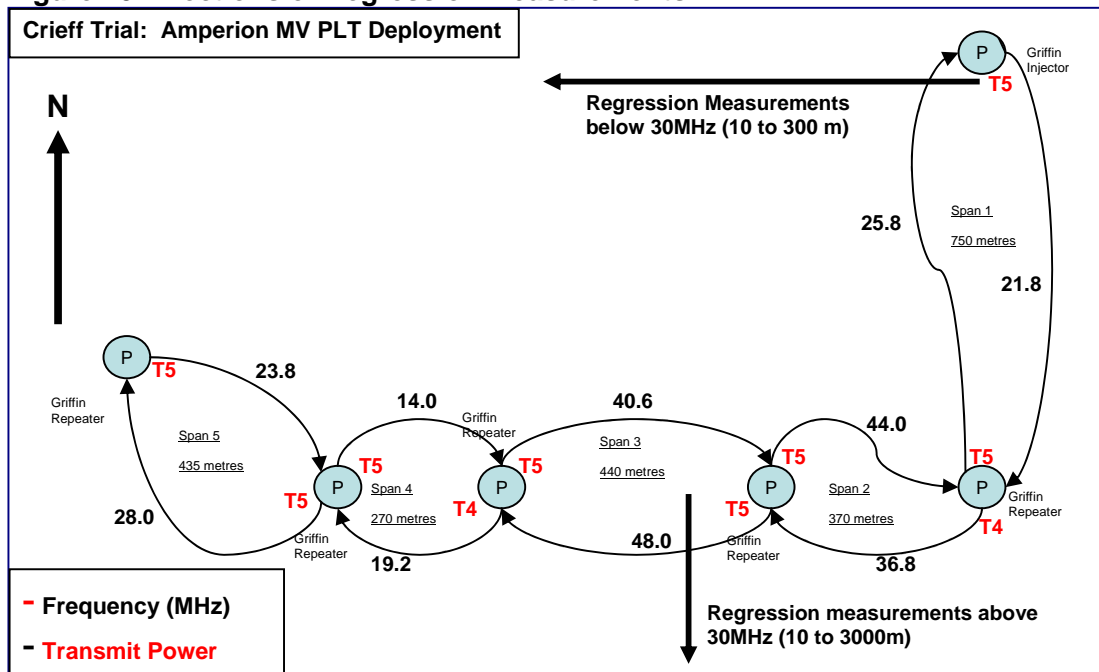 Crieff Trial: Amperion MV PLT Deployment
P
Griffin
Injector
T5
N
Regression Measurements
below 30MHz (10 to 300 m)
25.8
Span 1
750 metres
21.8
P
T5
23.8
14.0
40.6
44.0
Griffin
Repeater
Griffin
Repeater
Span 5
435 metres
Span 3
440 metres
T5
T5
T5
T5
P
T5
Span 4
270 metres
P
T4
P
T5
Span 2
370 metres
P
Griffin
Repeater
T4
28.0
Griffin
Repeater
19.2
48.0
Griffin
Repeater
36.8
- Frequency (MHz)
- Transmit Power
Regression measurements above
30MHz (10 to 3000m)